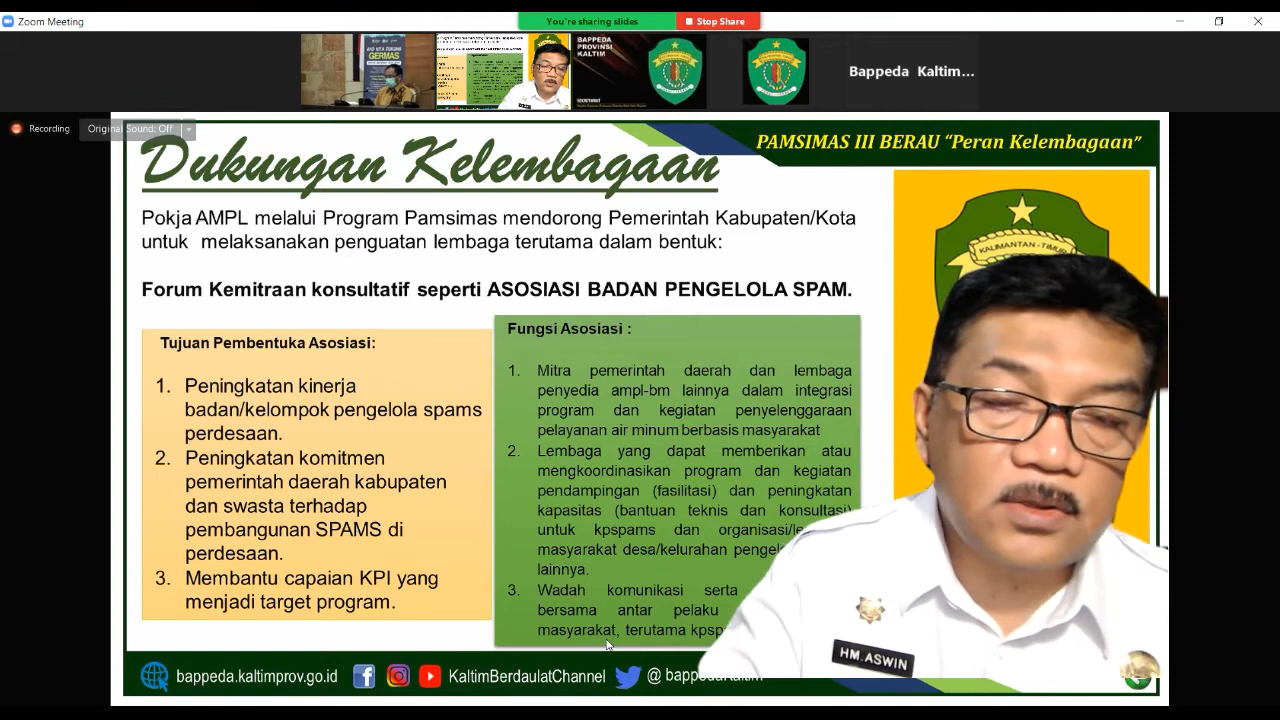 Zoom Meeting
You're sharing slides
Stop Share
GERMAS
BAPPEDA
PROVINSI
KALTIM
Bappeda Kaltim...
Recording
Original Sound: Off
Dukungan Kelembagaan
PAMSIMAS III BERAU “Peran Kelembagaan”
Pokja AMPL melalui Program Pamsimas mendorong Pemerintah Kabupaten/Kota
untuk melaksanakan penguatan lembaga terutama dalam bentuk:
Forum Kemitraan konsultatif seperti ASOSIASI BADAN PENGELOLA SPAM.
KALIMANTAN-TIMUR
Tujuan Pembentuka Asosiasi:
1. Peningkatan kinerja
badan/kelompok pengelola spams
perdesaan.
2. Peningkatan komitmen
pemerintah daerah kabupaten
dan swasta terhadap
pembangunan SPAMS di
perdesaan.
3. Membantu capaian KPI yang
menjadi target program.
Fungsi Asosiasi :
1. Mitra pemerintah daerah dan lembaga
penyedia ampl-bm lainnya dalam integrasi
program dan kegiatan penyelenggaraan
pelayanan air minum berbasis masyarakat
2. Lembaga yang dapat memberikan atau
mengkoordinasikan program dan kegiatan
pendampingan (fasilitasi) dan peningkatan
kapasitas (bantuan teknis dan konsultasi)
untuk kpspams dan
masyarakat desa/kelurahan
lainnya.
3. Wadah komunikasi serta
bersama antar pelaku
masyarakat, terutama
HM.ASWIN
bappeda.kaltimprov.go.id
KaltimBerdaulatChannel
@ bappedaKaltim